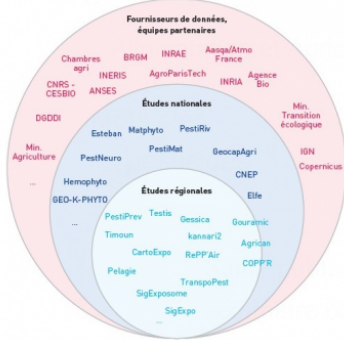 Fournisseurs de données,
équipes partenaires
Chambres
agri
BRGM
INRAE
Aasqa/Atmo
France
CNRS -
CESBIO
INERIS
ANSES
AgroParisTech
INRIA
Agence
Bio
DGDDI
Min.
Transition
écologique
Min.
Agriculture
IGN
Copernicus
...
Études nationales
Esteban
Matphyto
PestiRiv
PestNeuro
PestiMat
GeocapAgri
Hemophyto
CNEP
GEO-K-PHYTO
Elfe
...
Études régionales
PestiPrev
Testis
Gessica
Gouramic
Timoun
kannari2
Agrican
CartoExpo
RePP'Air
COPP'R
Pelagie
TranspoPest
SigExposome
SigExpo
...